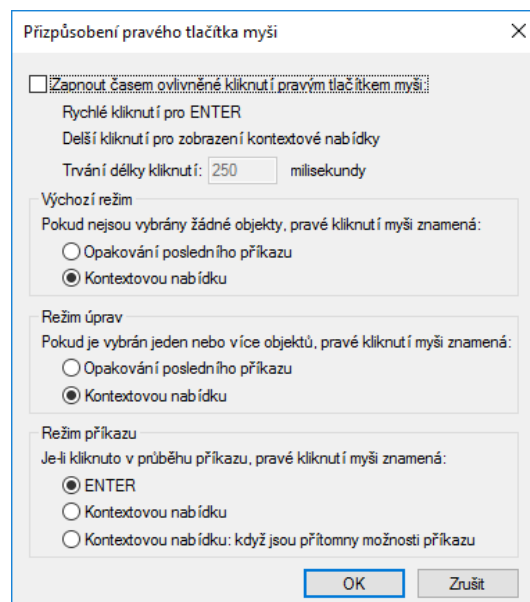 Přizpůsobení pravého tlačítka myši
Zapnout časem ovlivněné kliknutí pravým tlačítkem myši:
Rychlé kliknutí pro ENTER
Delší kliknutí pro zobrazení kontextové nabídky
Trvání délky kliknutí: 250 milisekundy
Výchozí režim
Pokud nejsou vybrány žádné objekty, pravé kliknutí myši znamená:
Opakování posledního příkazu
Kontextovou nabídku
Režim úprav
Pokud je vybrán jeden nebo více objektů, pravé kliknutí myši znamená:
Opakování posledního příkazu
Kontextovou nabídku
Režim příkazu
Je-li kliknuto v průběhu příkazu, pravé kliknutí myši znamená:
ENTER
Kontextovou nabídku
Kontextovou nabídku: když jsou přítomny možnosti příkazu
OK Zrušit